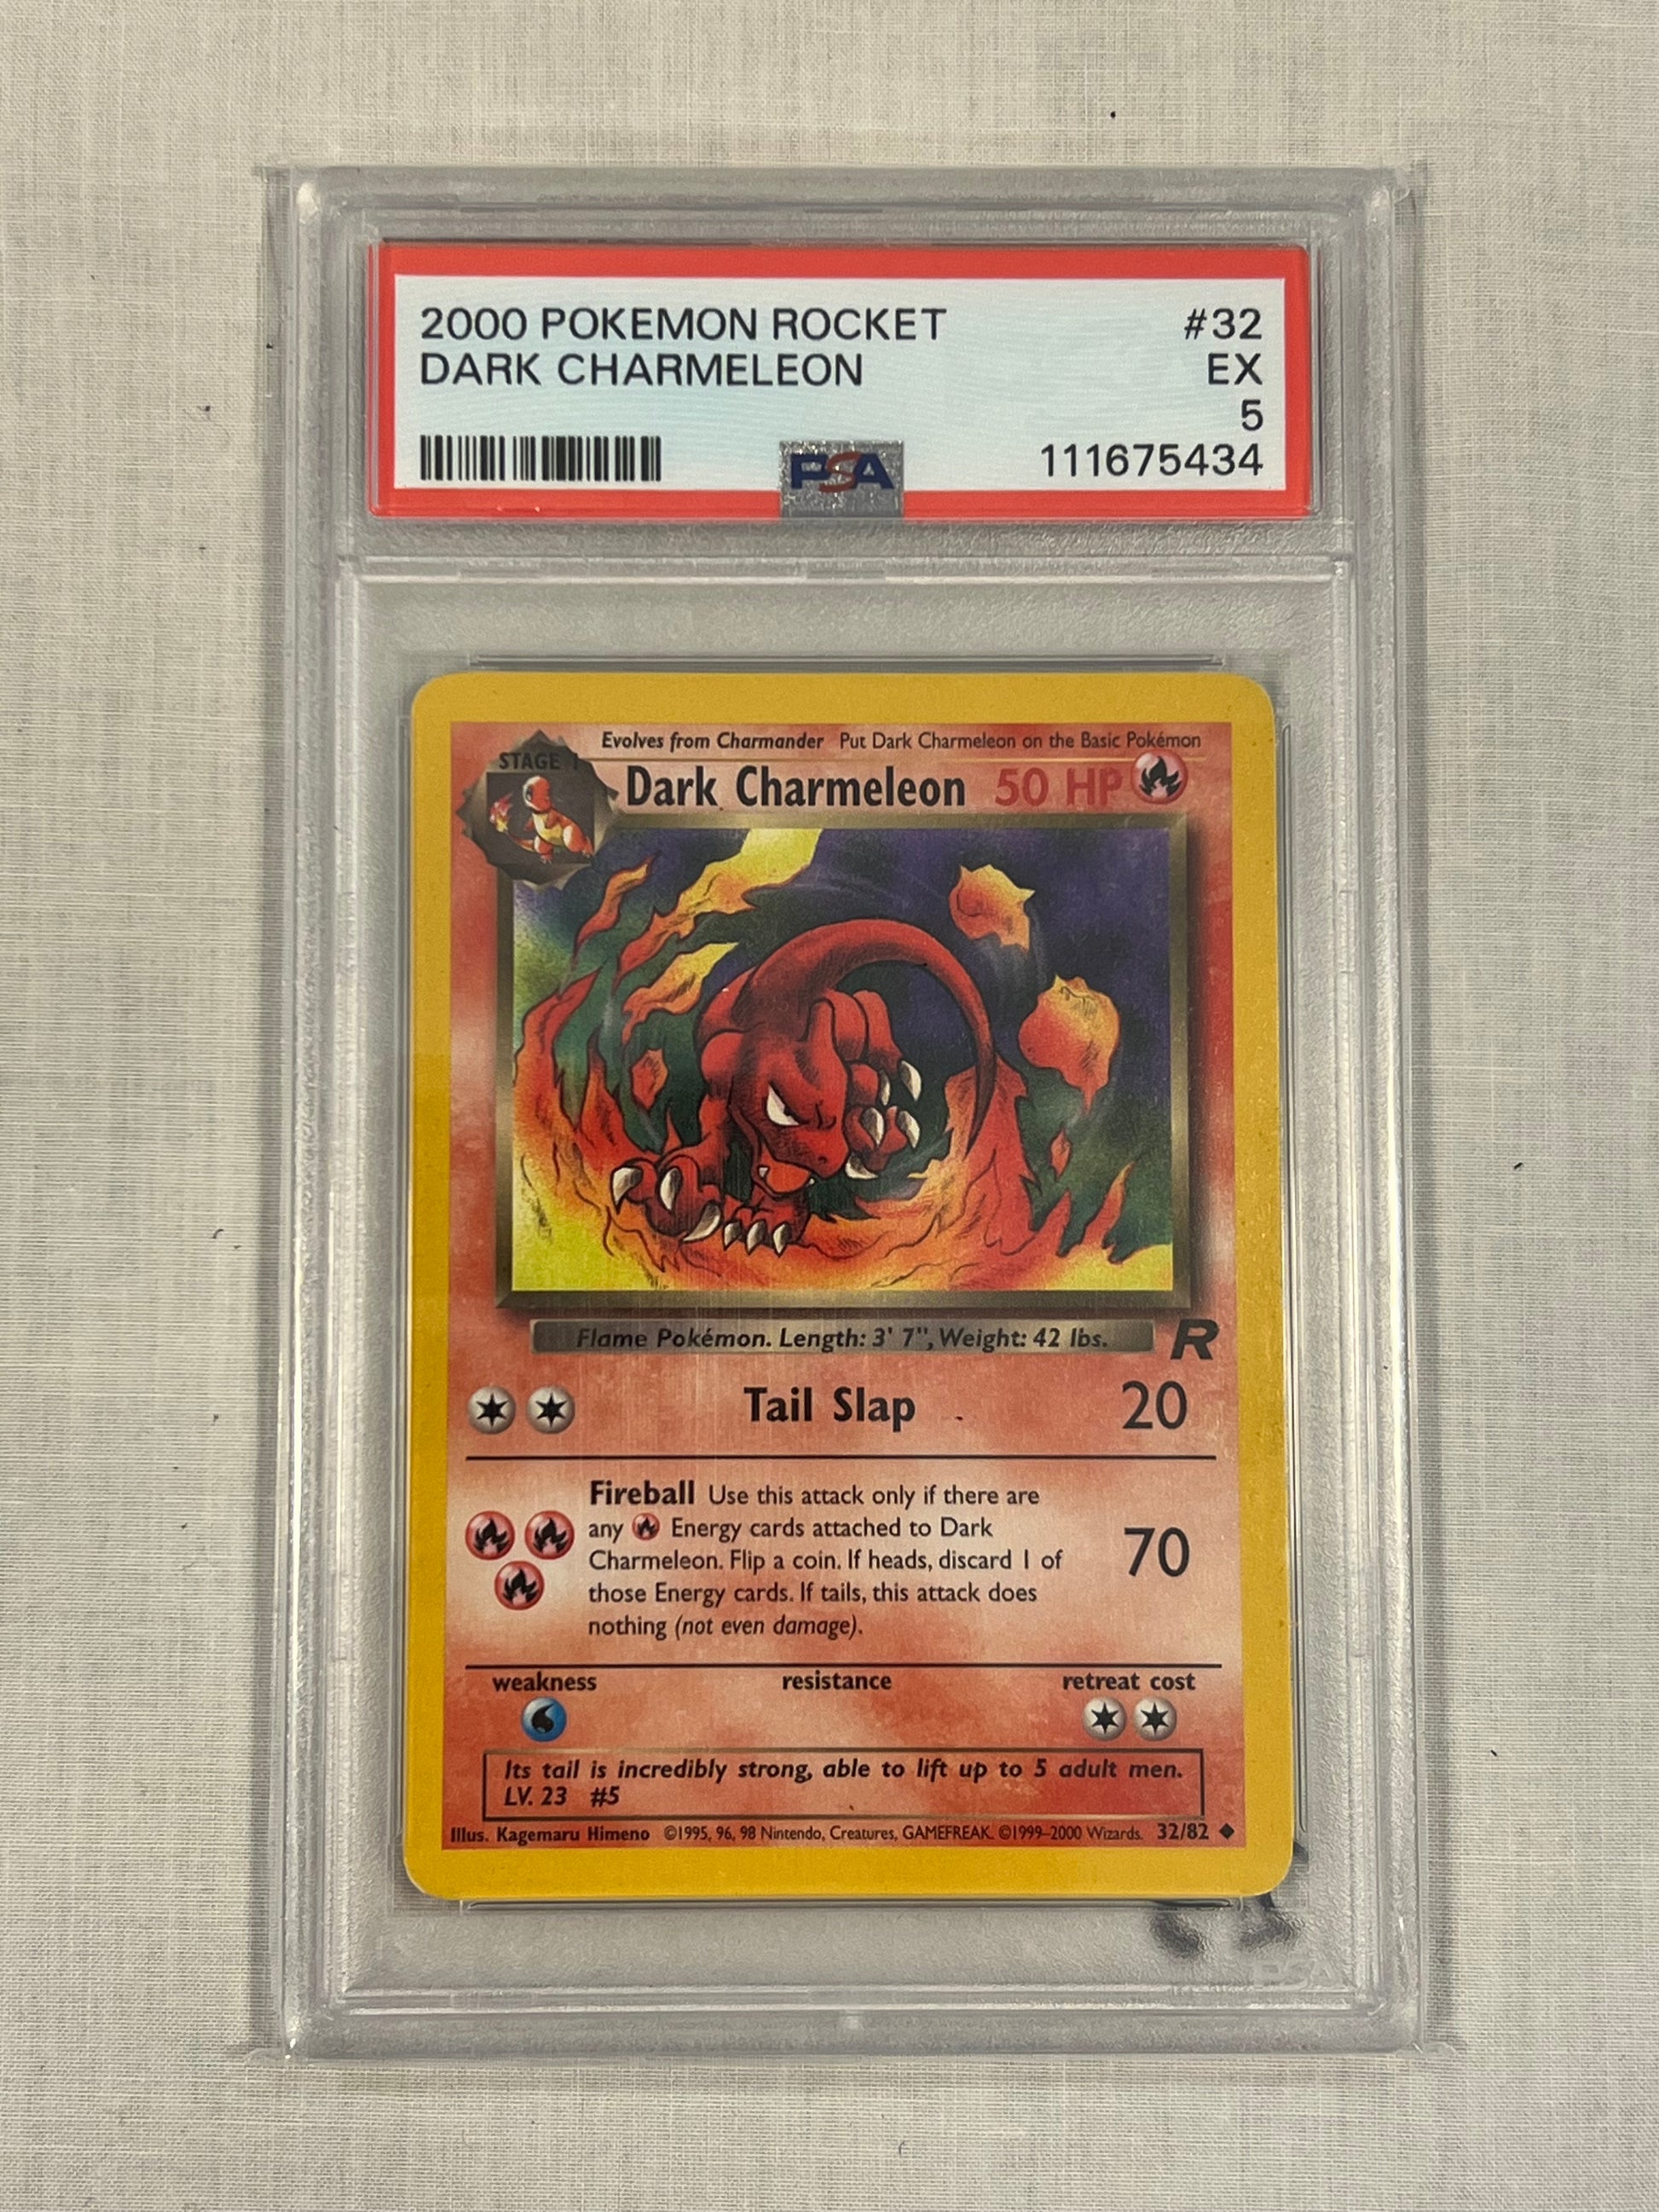 2000 POKEMON ROCKET #32
DARK CHARMELEON EX
5
PSA 111675434
Evolves from Charmander Put Dark Charmeleon on the Basic Pokémon
STAGE 1
Dark Charmeleon 50 HP
Flame Pokémon. Length: 3' 7", Weight: 42 lbs.
R
Tail Slap 20
Fireball Use this attack only if there are
any Energy cards attached to Dark
Charmeleon. Flip a coin. If heads, discard 1 of
those Energy cards. If tails, this attack does
nothing (not even damage).
70
weakness resistance retreat cost
Its tail is incredibly strong, able to lift up to 5 adult men.
LV. 23 #5
Illus. Kagemaru Himeno ©1995, 96, 98 Nintendo, Creatures, GAMEFREAK. ©1999–2000 Wizards. 32/82
PSA